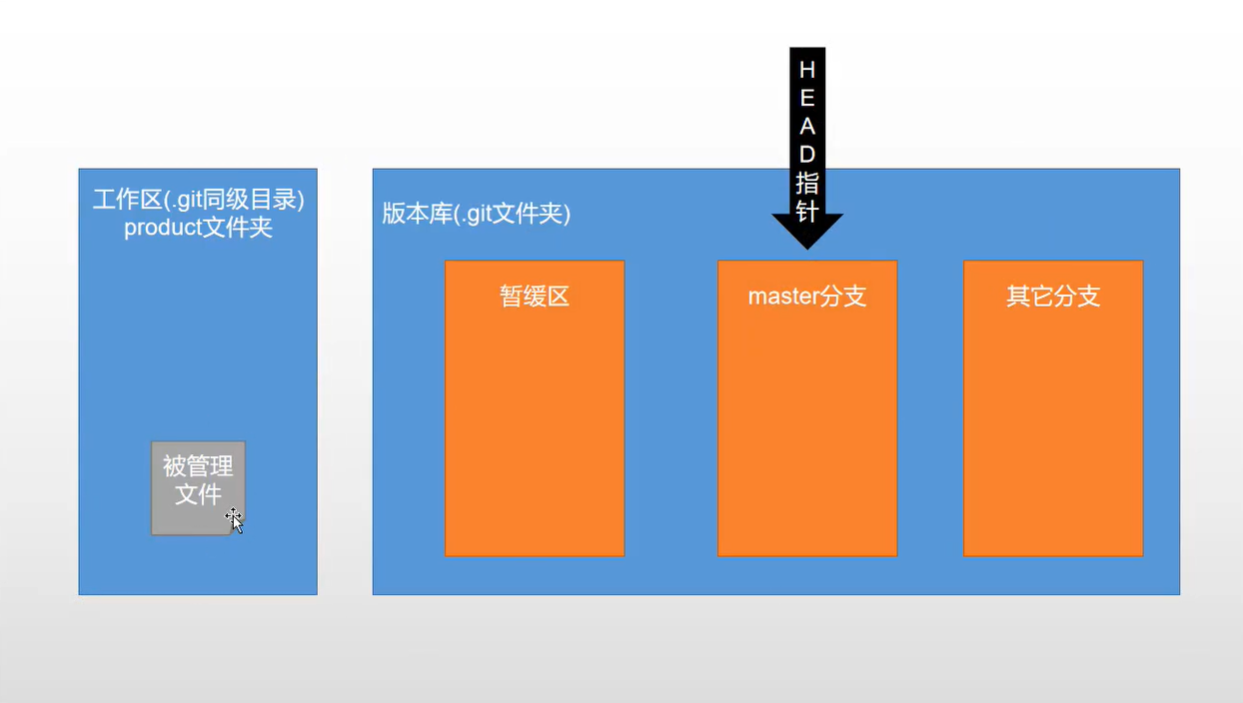 HEAD指针
工作区(.git同级目录)
product文件夹
版本库(.git文件夹)
暂缓区
master分支
其它分支
被管理
文件